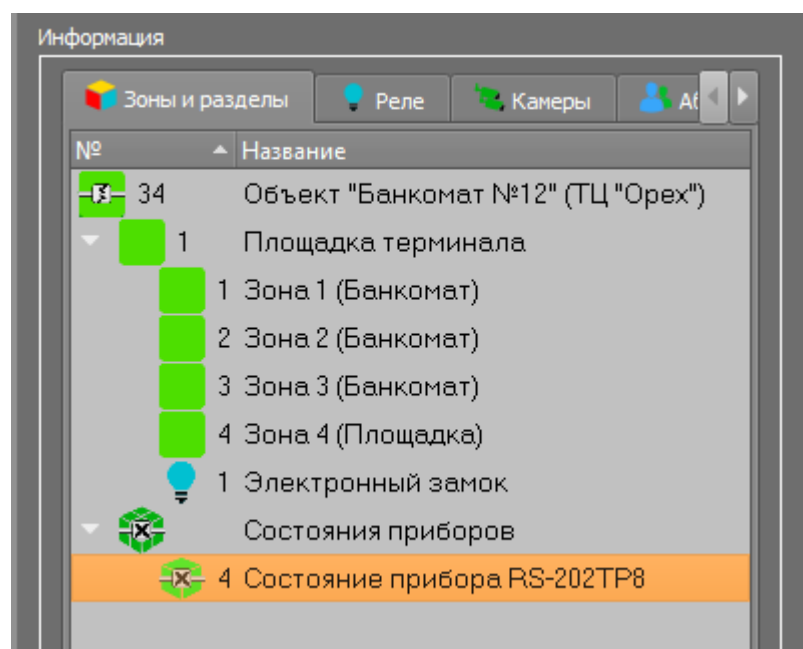 Информация
Зоны и разделы Реле Камеры Аб
№ Название
34 Объект "Банкомат №12" (ТЦ "Орех")
1 Площадка терминала
1 Зона 1 (Банкомат)
2 Зона 2 (Банкомат)
3 Зона 3 (Банкомат)
4 Зона 4 (Площадка)
1 Электронный замок
Состояния приборов
4 Состояние прибора RS-202TP8